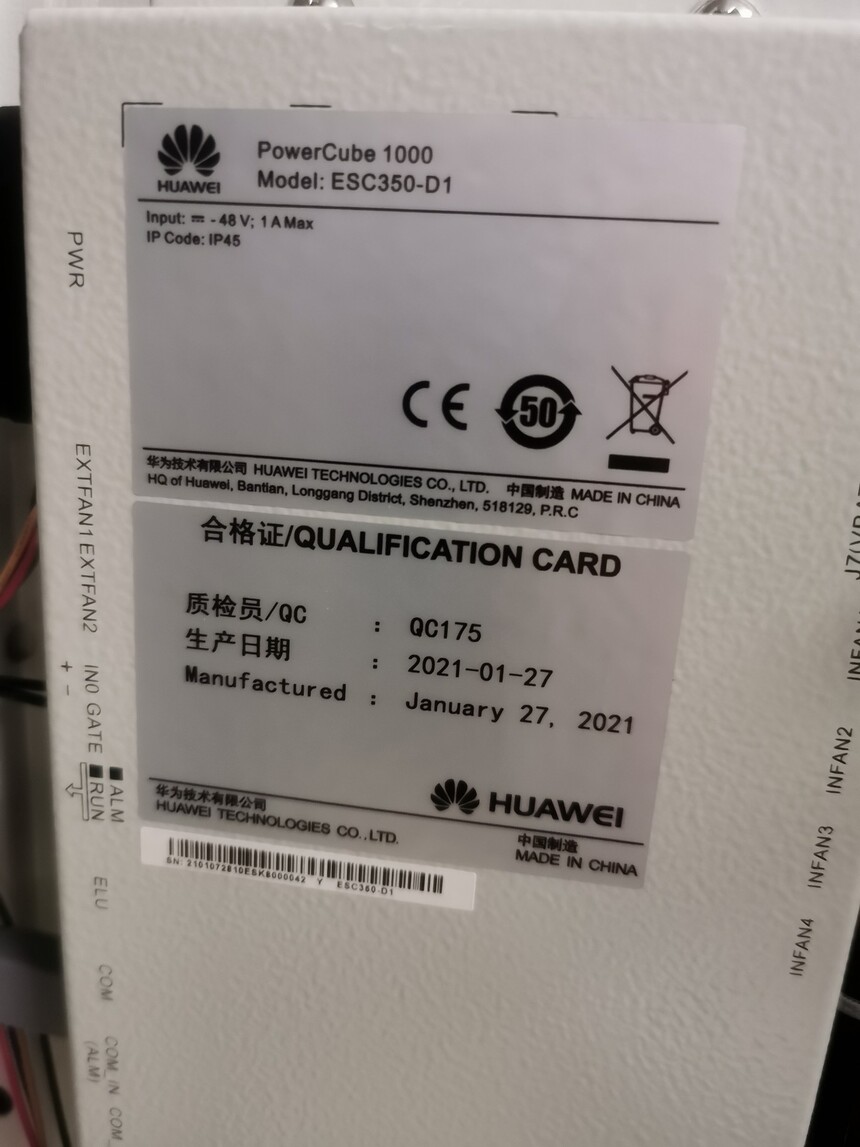 HUAWEI
PowerCube 1000
Model: ESC350-D1
Input: ⎓ -48 V; 1 A Max
IP Code: IP45
CE
50
华为技术有限公司 HUAWEI TECHNOLOGIES CO., LTD. 中国制造 MADE IN CHINA
HQ of Huawei, Bantian, Longgang District, Shenzhen, 518129, P.R.C
合格证/QUALIFICATION CARD
质检员/QC : QC175
生产日期 : 2021-01-27
Manufactured : January 27, 2021
HUAWEI
华为技术有限公司
HUAWEI TECHNOLOGIES CO.,LTD.
中国制造
MADE IN CHINA
ESC350-D1
PWR
EXTFAN1 EXTFAN2
+ -
IN0 GATE
ALM
RUN
ELU
COM
COM_IN
(ALM)
INFAN2
INFAN3
INFAN4